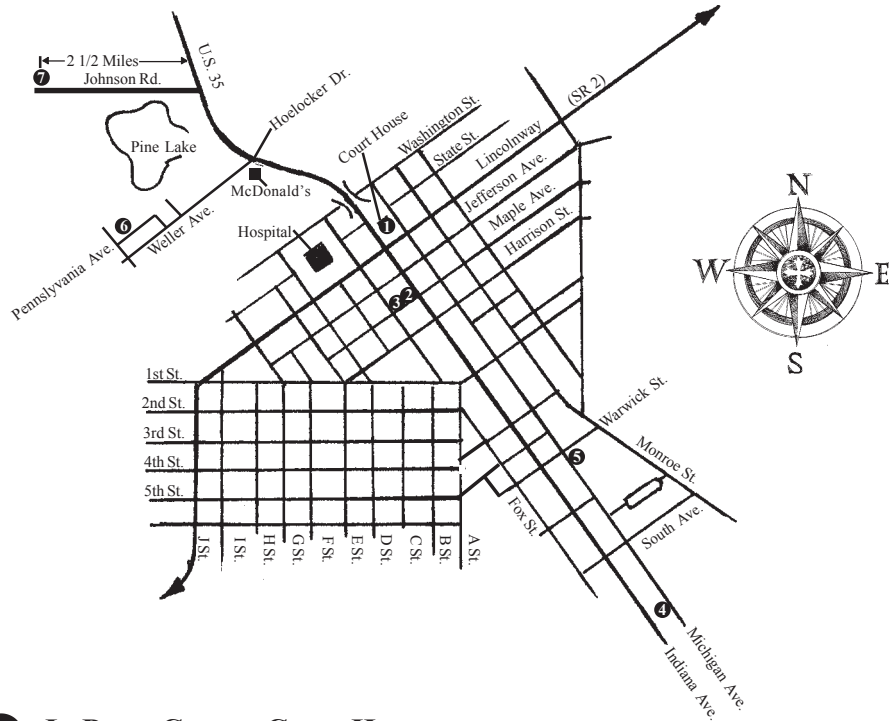 2 1/2 Miles
7
Johnson Rd.
U.S. 35
Hoelocker Dr.
Pine Lake
McDonald's
Court House
Washington St.
State St.
Lincolnway
(SR 2)
Jefferson Ave.
Maple Ave.
Harrison St.
6
Weller Ave.
Pennslyvania Ave.
Hospital
1
3
2
N
W
E
S
1st St.
2nd St.
3rd St.
4th St.
5th St.
J St.
I St.
H St.
G St.
F St.
E St.
D St.
C St.
B St.
A St.
Warwick St.
5
Monroe St.
Fox St.
South Ave.
4
Michigan Ave.
Indiana Ave.